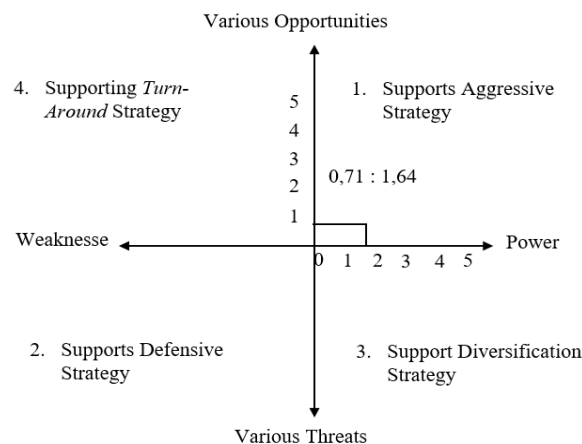 Various Opportunities
4. Supporting Turn-
Around Strategy
1. Supports Aggressive
Strategy
5
4
3
2
1
0,71 : 1,64
Weaknesse
Power
0 1 2 3 4 5
2. Supports Defensive
Strategy
3. Support Diversification
Strategy
Various Threats